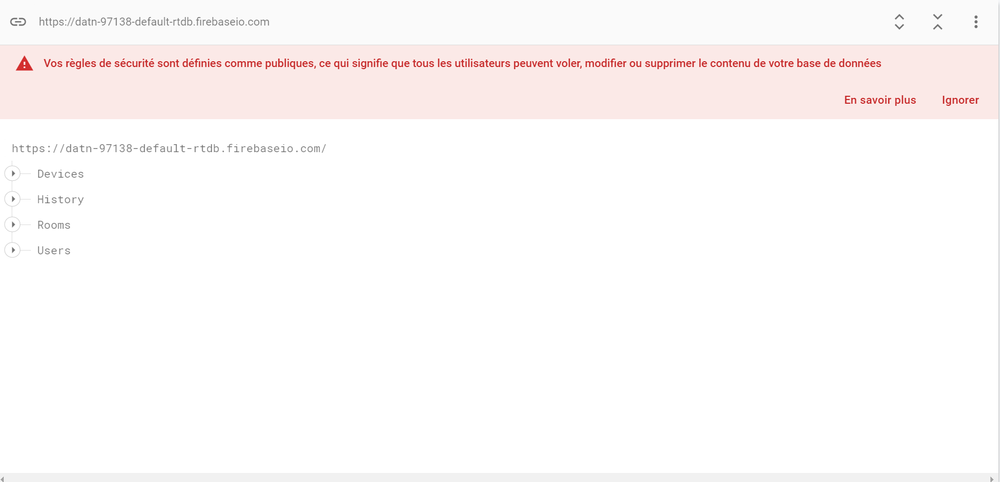 https://datn-97138-default-rtdb.firebaseio.com
Vos règles de sécurité sont définies comme publiques, ce qui signifie que tous les utilisateurs peuvent voler, modifier ou supprimer le contenu de votre base de données
En savoir plus Ignorer
https://datn-97138-default-rtdb.firebaseio.com/
Devices
History
Rooms
Users